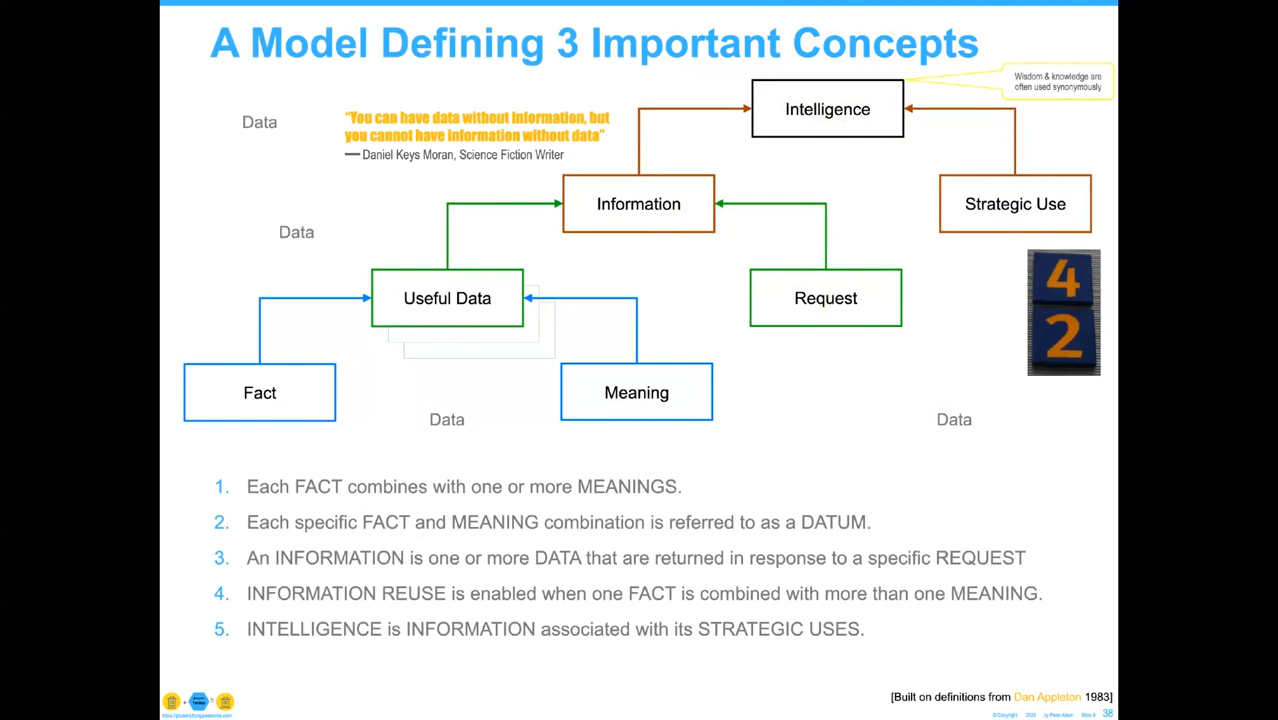 A Model Defining 3 Important Concepts
Wisdom & knowledge are
often used synonymously
Intelligence
Data
“You can have data without information, but
you cannot have information without data”
— Daniel Keys Moran, Science Fiction Writer
Information
Strategic Use
Data
Useful Data
Request
4
2
Fact
Meaning
Data
Data
1. Each FACT combines with one or more MEANINGS.
2. Each specific FACT and MEANING combination is referred to as a DATUM.
3. An INFORMATION is one or more DATA that are returned in response to a specific REQUEST
4. INFORMATION REUSE is enabled when one FACT is combined with more than one MEANING.
5. INTELLIGENCE is INFORMATION associated with its STRATEGIC USES.
[Built on definitions from Dan Appleton 1983]
38